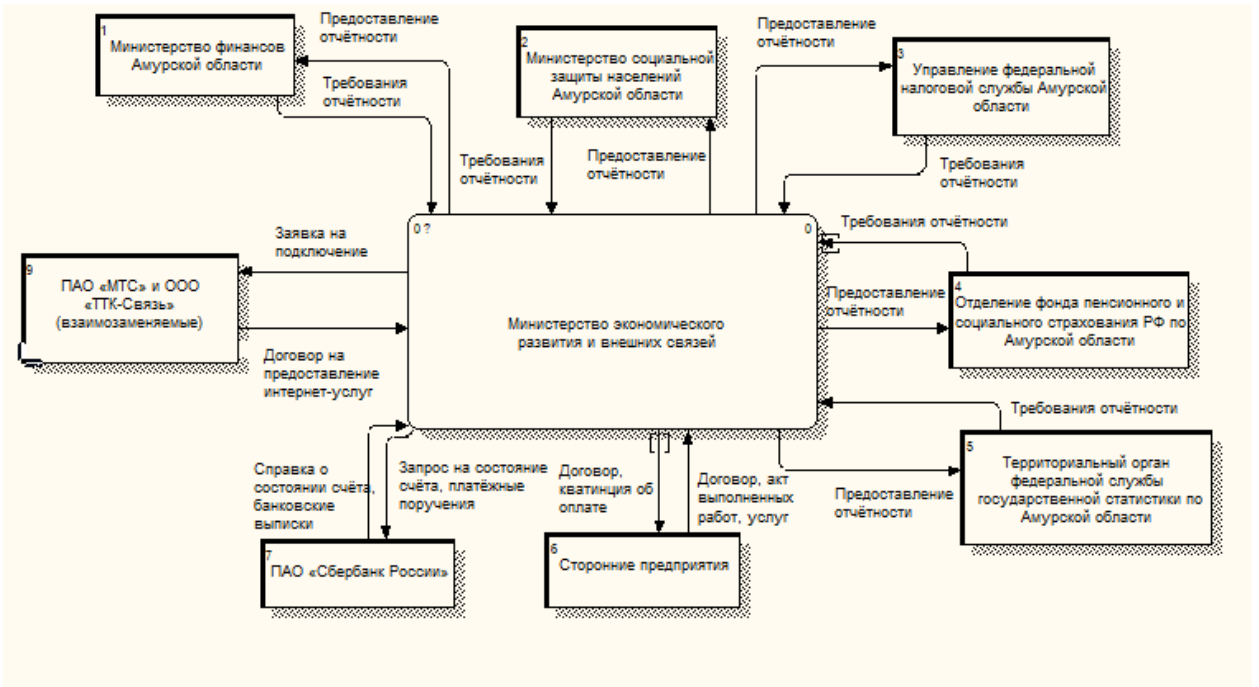 1
Министерство финансов
Амурской области
Предоставление
отчётности
Требования
отчётности
2
Министерство социальной
защиты населений
Амурской области
Требования
отчётности
Предоставление
отчётности
Предоставление
отчётности
3
Управление федеральной
налоговой службы Амурской
области
Требования
отчётности
0 ?
0
Министерство экономического
развития и внешних связей
Требования отчётности
4
Отделение фонда пенсионного и
социального страхования РФ по
Амурской области
Предоставление
отчётности
Заявка на
подключение
9
ПАО «МТС» и ООО
«ТТК-Связь»
(взаимозаменяемые)
Договор на
предоставление
интернет-услуг
Требования отчётности
5
Территориальный орган
федеральной службы
государственной статистики по
Амурской области
Предоставление
отчётности
Справка о
состоянии счёта,
банковские
выписки
Запрос на состояние
счёта, платёжные
поручения
7
ПАО «Сбербанк России»
Договор,
кватинция об
оплате
Договор, акт
выполненных
работ, услуг
6
Сторонние предприятия